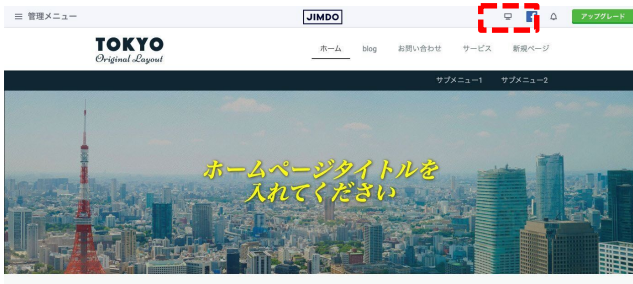 管理メニュー
JIMDO
アップグレード
TOKYO
Original Layout
ホーム
blog
お問い合わせ
サービス
新規ページ
サブメニュー1
サブメニュー2
ホームページタイトルを
入れてください